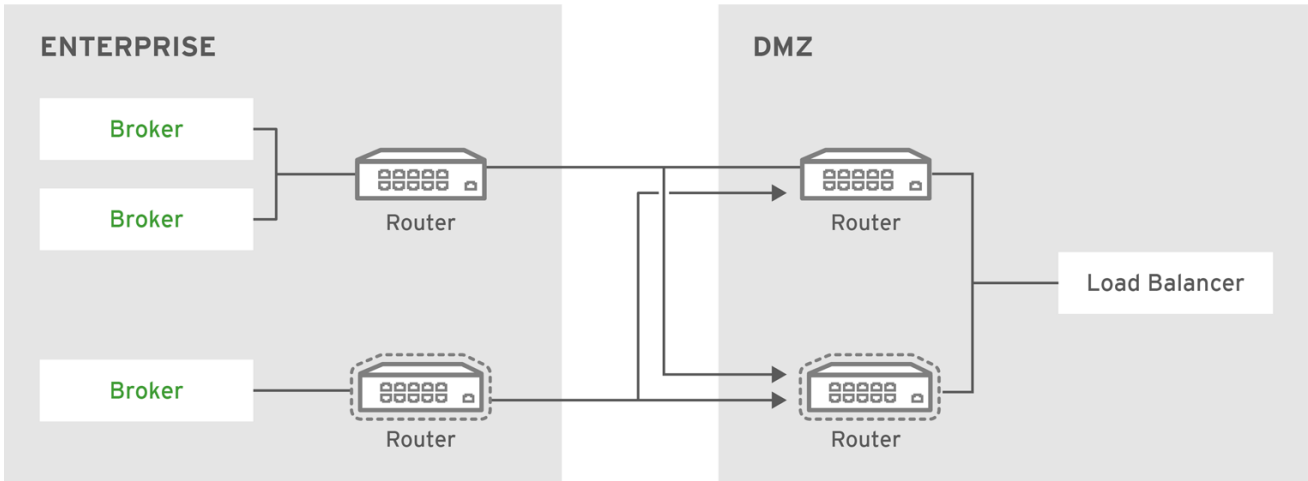 ENTERPRISE
DMZ
Broker
Broker
Router
Router
Load Balancer
Broker
Router
Router